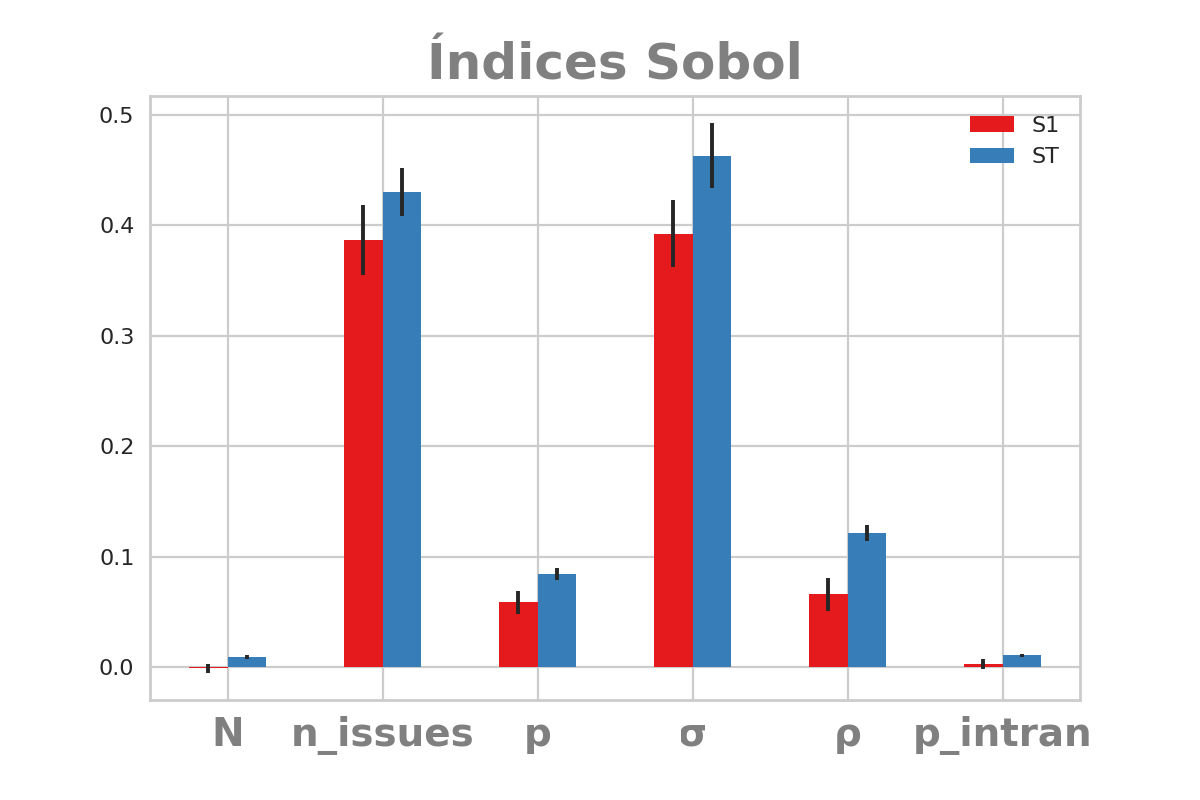 Índices Sobol
0.5
0.4
0.3
0.2
0.1
0.0
S1
ST
N n_issues p σ ρ p_intran